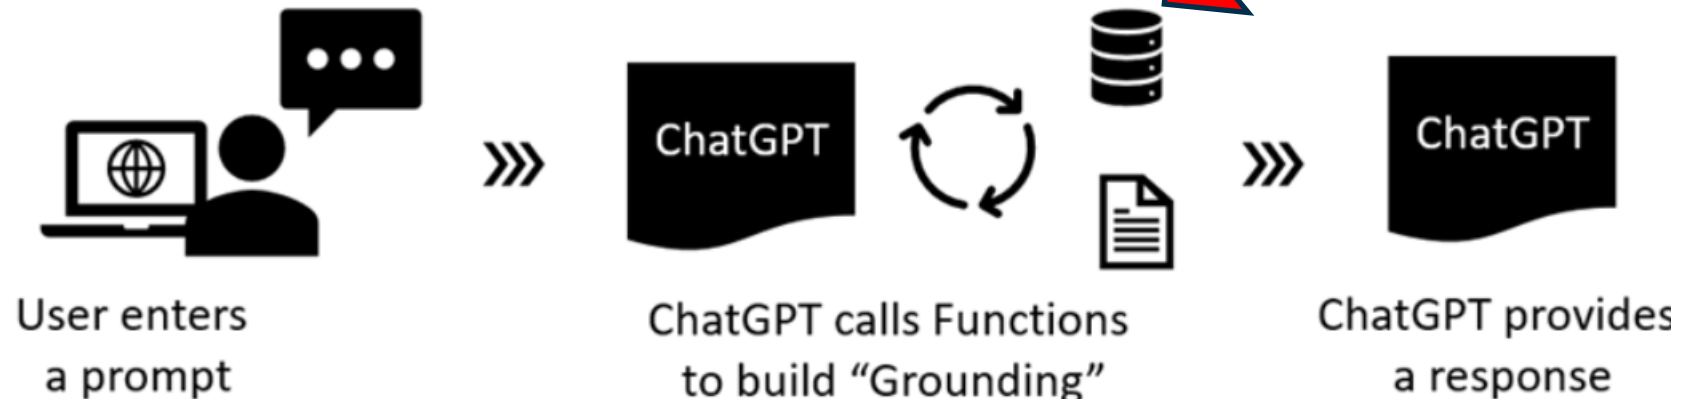 ChatGPT
ChatGPT
User enters
a prompt
ChatGPT calls Functions
to build “Grounding”
ChatGPT provides
a response